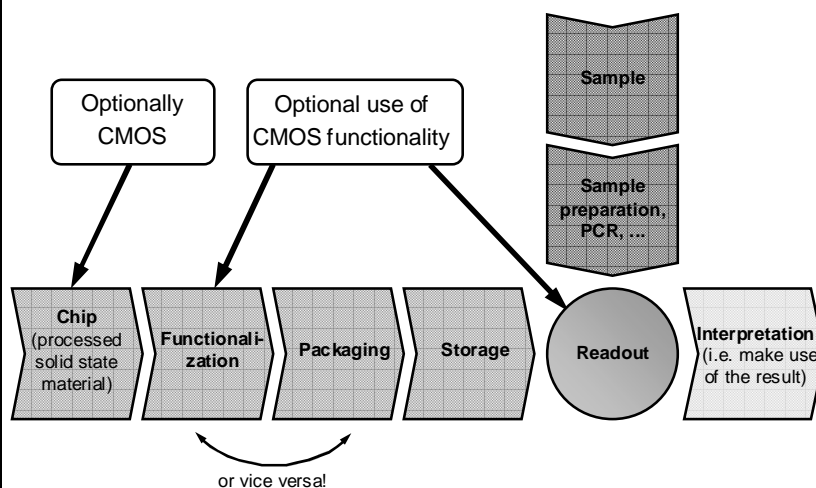 Optionally
CMOS
Optional use of
CMOS functionality
Sample
Sample
preparation,
PCR, ...
Chip
(processed
solid state
material)
Functionali-
zation
Packaging
Storage
Readout
Interpretation
(i.e. make use
of the result)
or vice versa!